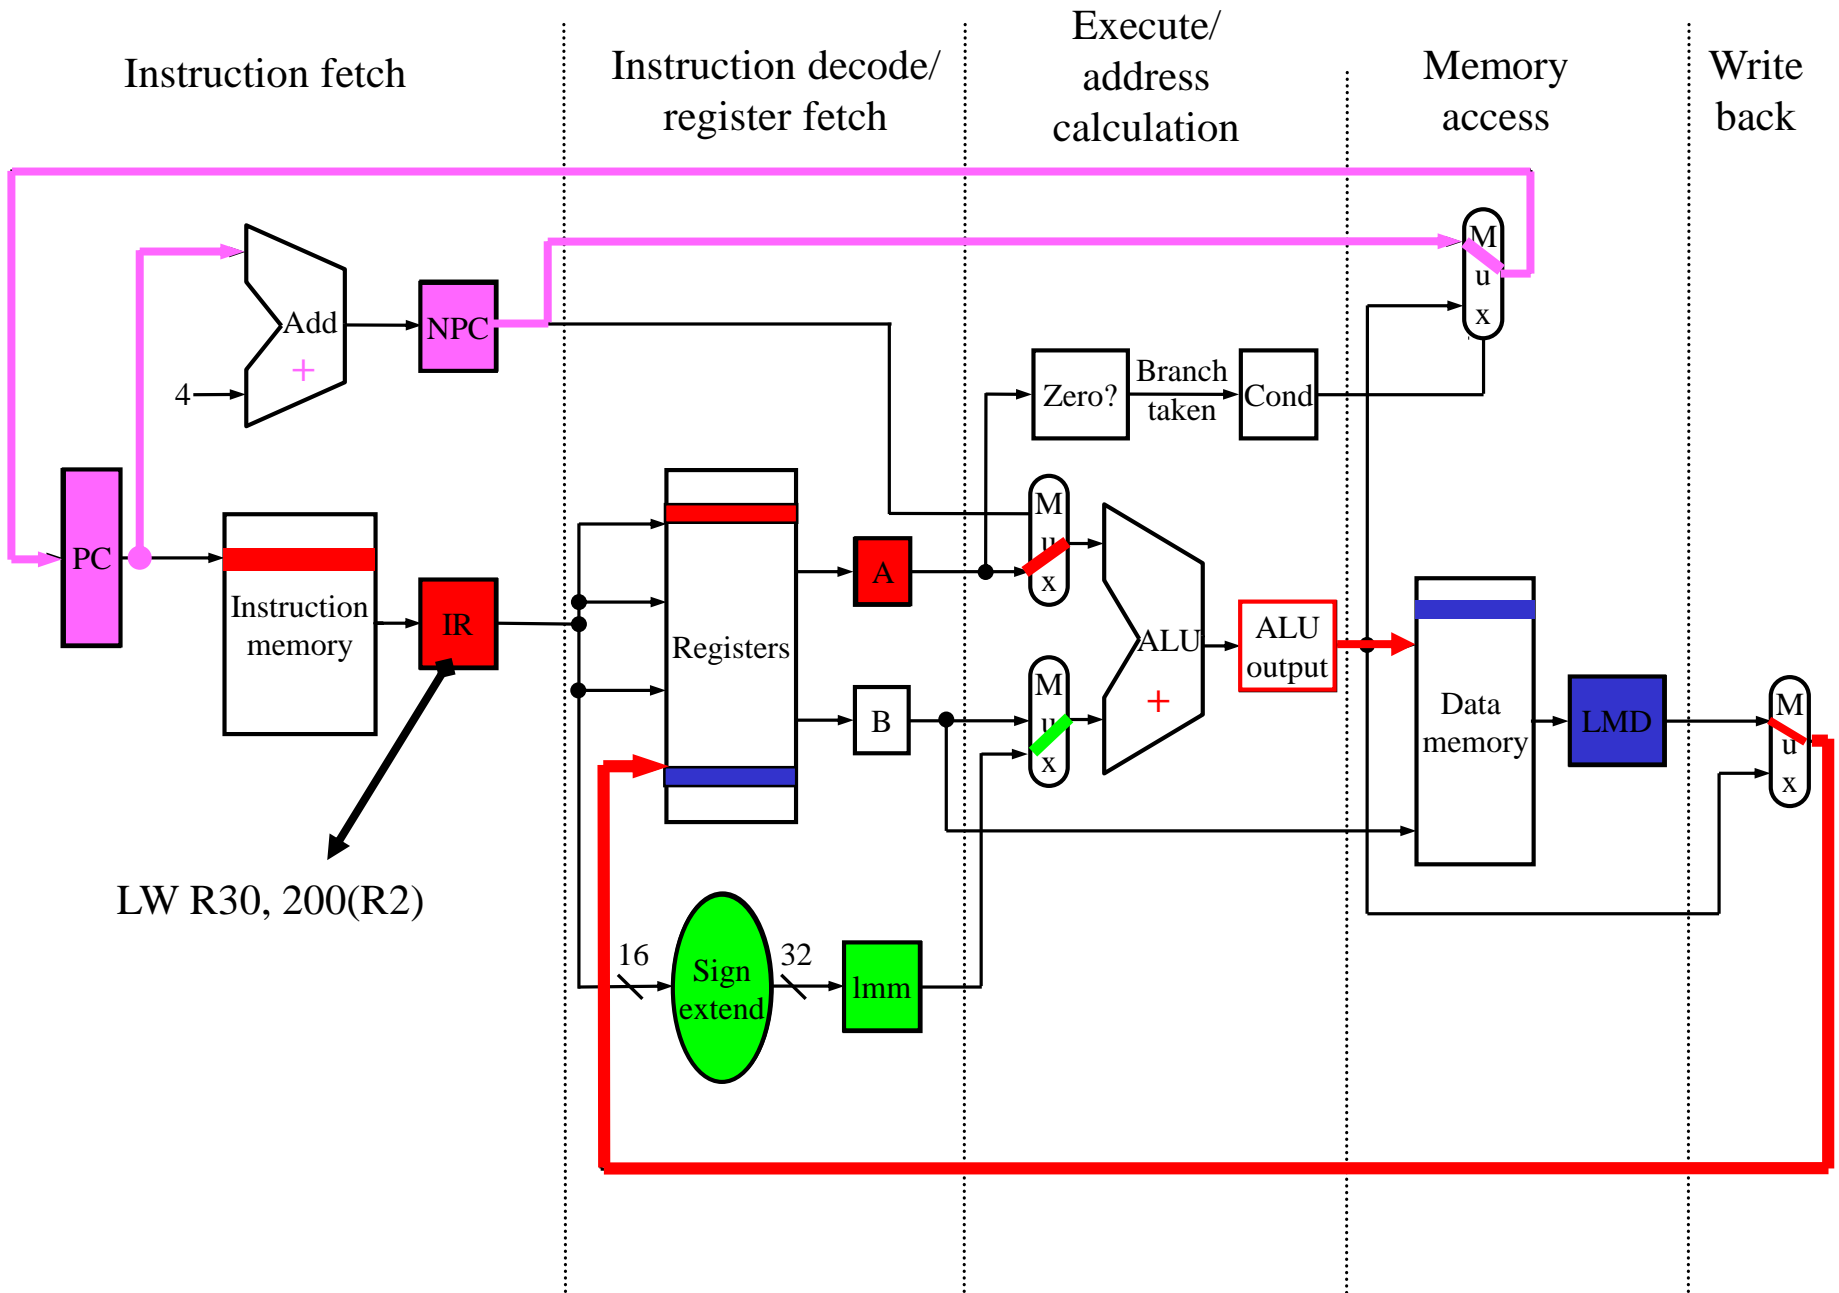 Instruction fetch
Instruction decode/
register fetch
Execute/
address
calculation
Memory
access
Write
back
M
u
x
Add
+
NPC
4
Zero?
Branch
taken
Cond
PC
Instruction
memory
IR
Registers
A
B
M
u
x
M
u
x
ALU
+
ALU
output
Data
memory
LMD
M
u
x
LW R30, 200(R2)
16
Sign
extend
32
lmm